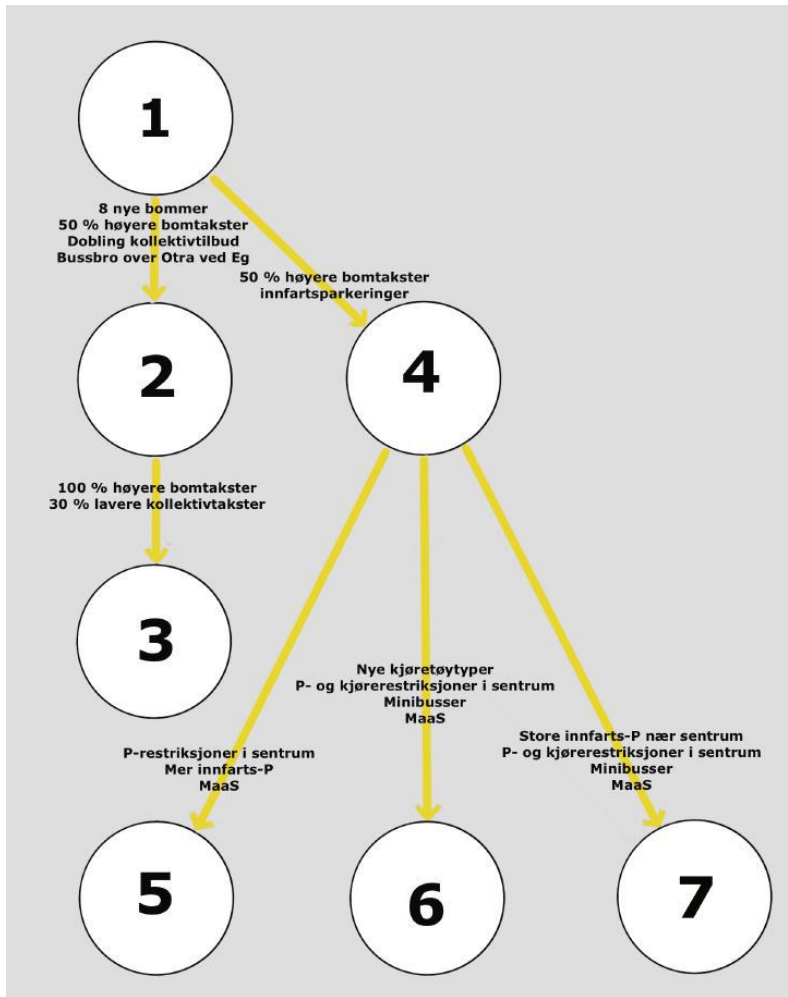 1
8 nye bommer
50 % høyere bomtakster
Dobling kollektivtilbud
Bussbro over Otra ved Eg
50 % høyere bomtakster
innfartsparkeringer
2
4
100 % høyere bomtakster
30 % lavere kollektivtakster
3
Nye kjøretøytyper
P- og kjørerestriksjoner i sentrum
Minibusser
MaaS
P-restriksjoner i sentrum
Mer innfarts-P
MaaS
Store innfarts-P nær sentrum
P- og kjørerestriksjoner i sentrum
Minibusser
MaaS
5
6
7